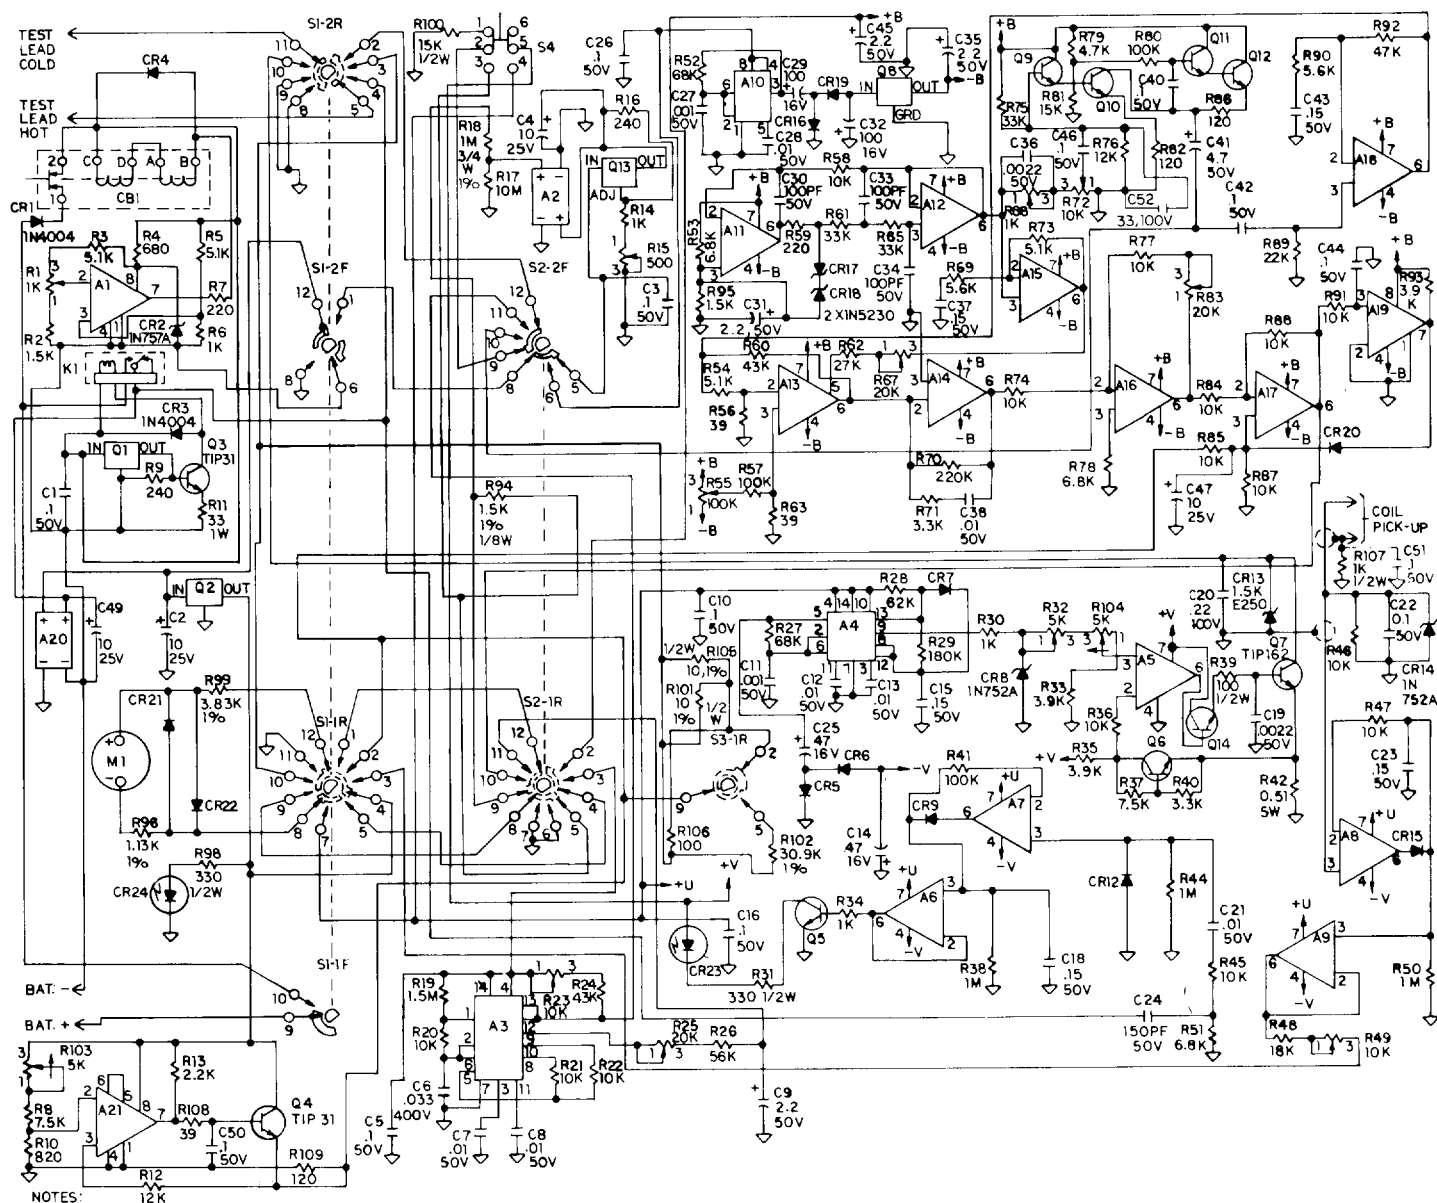 TEST
LEAD
COLD
TEST
LEAD
HOT
S1-2R
CR4
R100
15K
1/2W
S4
C26
.1
50V
R52
68K
C27
.001
50V
A10
C29
100
16V
C28
.01
50V
CR19
CR16
C32
100
16V
C45
2.2
50V
+B
Q8
IN
OUT
GRD
C35
2.2
50V
-B
+B
Q9
R79
4.7K
R80
100K
Q11
Q12
Q10
R81
15K
C40
.1
50V
R86
120
R75
33K
C46
.1
50V
R76
12K
R82
120
C41
4.7
50V
C36
.0022
50V
R68
1K
R72
10K
C52
33,100V
C42
.1
50V
R89
22K
R90
5.6K
C43
.15
50V
R92
47K
A18
+B
-B
CB1
CR1
1N4004
R3
5.1K
R4
680
R5
5.1K
R1
1K
R2
1.5K
A1
R7
220
R6
1K
CR2
1N757A
K1
CR3
1N4004
Q1
IN
OUT
Q3
TIP31
R9
240
R11
33
1W
C1
.1
50V
S1-2F
R18
1M
3/4
W
1%
R17
10M
C4
10
25V
R16
240
A2
IN
OUT
Q13
ADJ
R14
1K
R15
500
C3
.1
50V
S2-2F
R94
1.5K
1%
1/8W
R53
6.8K
A11
C30
100PF
50V
R58
10K
R59
220
R61
33K
C33
100PF
50V
R65
33K
A12
CR17
CR18
2 X1N5230
C34
100PF
50V
R95
1.5K
C31
2.2, 50V
R69
5.6K
C37
.15
50V
R73
5.1K
A15
R60
43K
R54
5.1K
R56
39
A13
R62
27K
R67
20K
A14
R74
10K
R55
100K
R57
100K
R63
39
R70
220K
R71
3.3K
C38
.01
50V
R77
10K
R83
20K
A16
R78
6.8K
R84
10K
R85
10K
R88
10K
A17
R87
10K
C47
10
25V
R91
10K
C44
.1
50V
A19
R93
3.9
K
CR20
COIL
PICK-UP
R107
1K
1/2W
C51
.1
50V
R46
10K
C22
0.1
50V
CR14
1N
752A
A20
C49
10
25V
C2
10
25V
IN
Q2
OUT
CR21
R99
3.83K
1%
M1
CR22
R96
1.13K
1%
R98
330
1/2W
CR24
S1-1R
S2-1R
S3-1R
C10
.1
50V
1/2W
R105
10,1%
R101
10
1%
1/2
W
R106
100
R102
30.9K
1%
C11
.001
50V
R27
68K
A4
R28
82K
CR7
R29
180K
C12
.01
50V
C13
.01
50V
C15
.15
50V
R30
1K
CR8
1N752A
R32
5K
R104
5K
R33
3.9K
A5
+V
R36
10K
R39
100
1/2W
Q14
C19
.0022
50V
C20
.22
100V
CR13
1.5K
E250
Q7
TIP162
C25
47
16V
CR6
CR5
-V
C14
47
16V
R41
100K
CR9
A7
+U
-V
+V
R35
3.9K
Q6
R37
7.5K
R40
3.3K
R42
0.51
5W
R47
10K
C23
.15
50V
A8
CR15
A9
R50
1M
R48
18K
R49
10K
CR12
R44
1M
C21
.01
50V
R45
10K
R51
6.8K
C24
150PF
50V
C16
.1
50V
CR23
Q5
R34
1K
A6
R31
330 1/2W
R38
1M
C18
.15
50V
S1-1F
BAT. -
BAT. +
R103
5K
R8
7.5K
R10
820
A21
R13
2.2K
R108
39
C50
.1
50V
Q4
TIP 31
R12
12K
R109
120
R19
1.5M
R20
10K
C6
.033
400V
C5
.1
50V
A3
R23
10K
R24
43K
R21
10K
R22
10K
C7
.01
50V
C8
.01
50V
R25
20K
R26
56K
C9
2.2
50V
NOTES: